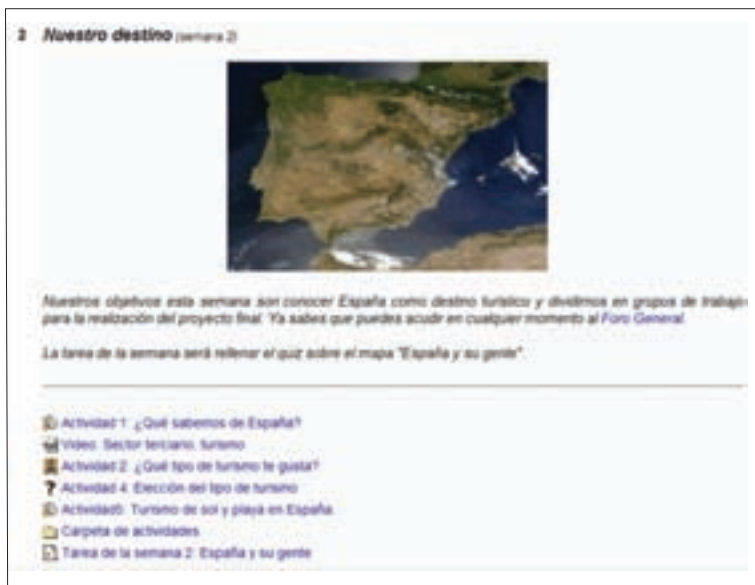 2 Nuestro destino (semana 2)
Nuestros objetivos esta semana son conocer España como destino turístico y dividirnos en grupos de trabajo
para la realización del proyecto final. Ya sabes que puedes acudir en cualquier momento al Foro General.
La tarea de la semana será rellenar el quiz sobre el mapa "España y su gente".
Actividad 1: ¿Qué sabemos de España?
Video: Sector terciario, turismo
Actividad 2: ¿Qué tipo de turismo te gusta?
Actividad 4: Elección del tipo de turismo
Actividad5: Turismo de sol y playa en España.
Carpeta de actividades
Tarea de la semana 2: España y su gente